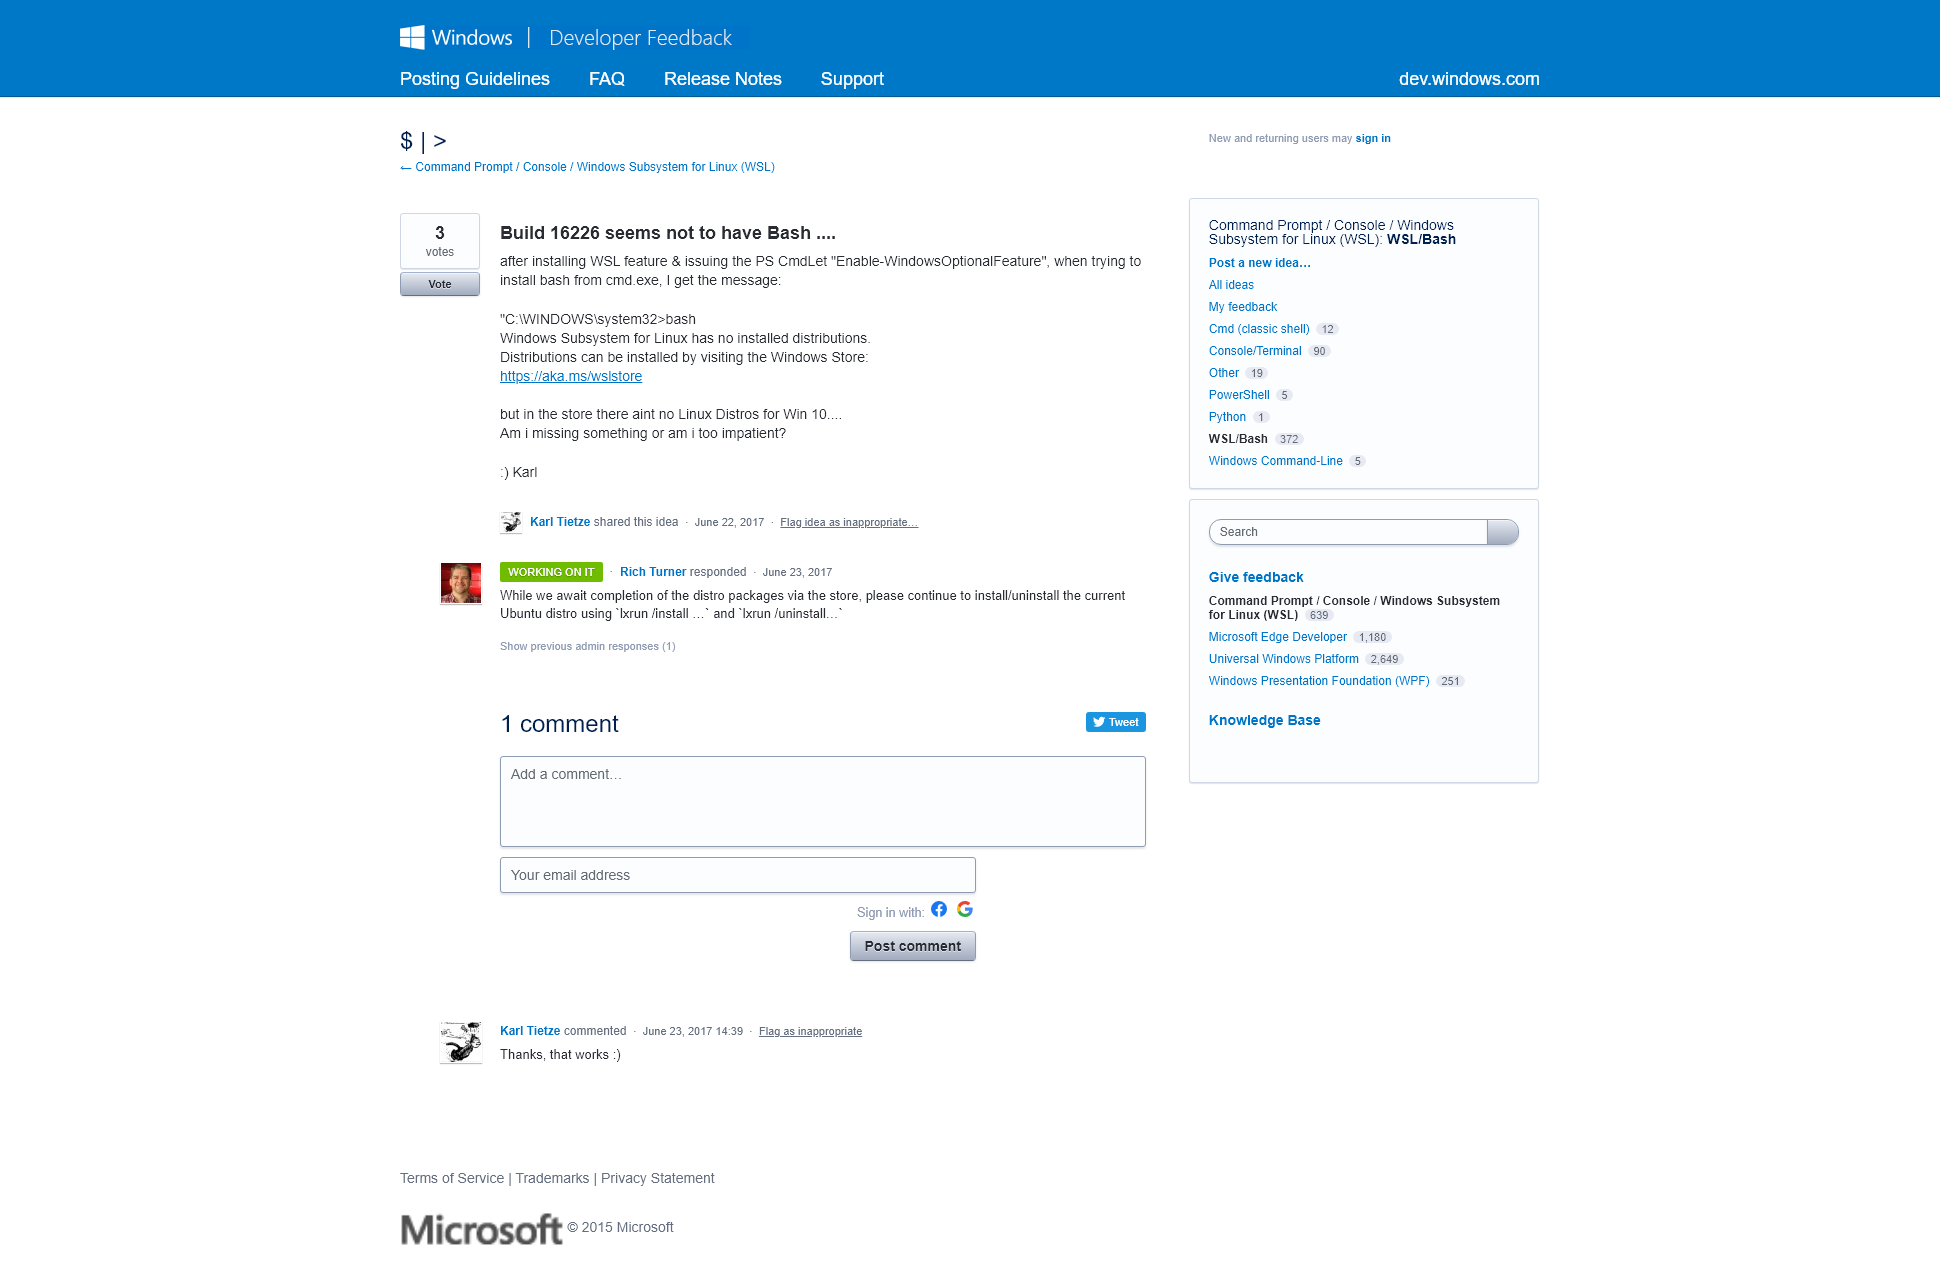 Windows | Developer Feedback
Posting Guidelines FAQ Release Notes Support dev.windows.com
$ | >
← Command Prompt / Console / Windows Subsystem for Linux (WSL)
3
votes
Vote
Build 16226 seems not to have Bash ....
after installing WSL feature & issuing the PS CmdLet "Enable-WindowsOptionalFeature", when trying to
install bash from cmd.exe, I get the message:
"C:\WINDOWS\system32>bash
Windows Subsystem for Linux has no installed distributions.
Distributions can be installed by visiting the Windows Store:
https://aka.ms/wslstore
but in the store there aint no Linux Distros for Win 10....
Am i missing something or am i too impatient?
:) Karl
Karl Tietze shared this idea · June 22, 2017 · Flag idea as inappropriate…
WORKING ON IT · Rich Turner responded · June 23, 2017
While we await completion of the distro packages via the store, please continue to install/uninstall the current
Ubuntu distro using `lxrun /install …` and `lxrun /uninstall…`
Show previous admin responses (1)
1 comment
Tweet
Add a comment…
Your email address
Sign in with:
Post comment
Karl Tietze commented · June 23, 2017 14:39 · Flag as inappropriate
Thanks, that works :)
New and returning users may sign in
Command Prompt / Console / Windows
Subsystem for Linux (WSL): WSL/Bash
Post a new idea…
All ideas
My feedback
Cmd (classic shell) 12
Console/Terminal 90
Other 19
PowerShell 5
Python 1
WSL/Bash 372
Windows Command-Line 5
Search
Give feedback
Command Prompt / Console / Windows Subsystem
for Linux (WSL) 639
Microsoft Edge Developer 1,180
Universal Windows Platform 2,649
Windows Presentation Foundation (WPF) 251
Knowledge Base
Terms of Service | Trademarks | Privacy Statement
Microsoft © 2015 Microsoft